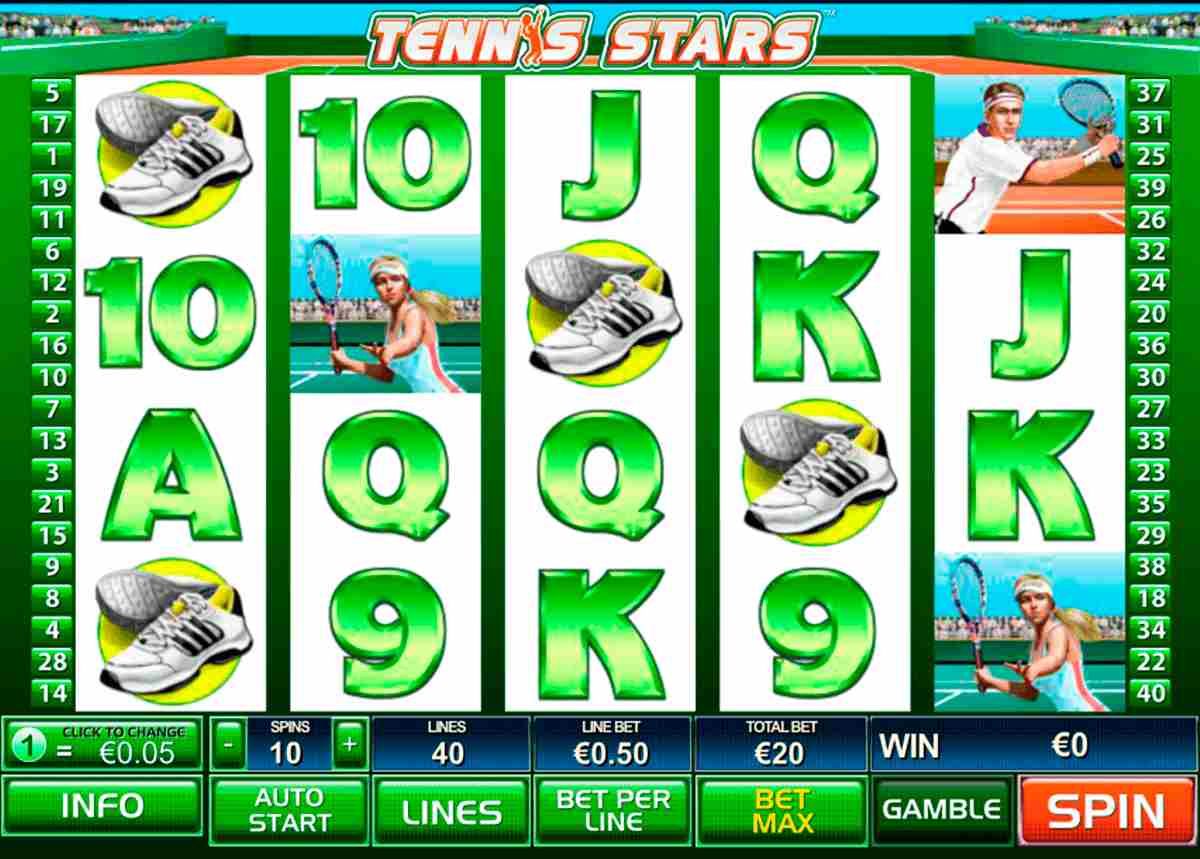 TENNIS STARS™
5 10 J Q 37
17 31
1 25
19 39
11 26
6 32
12 10 K J 24
2 20
16 36
10 30
7 27
13 A Q Q K 33
3 23
21 35
15 29
9 38
8 9 K 9 18
4 34
28 22
14 40
1 = CLICK TO CHANGE
€0.05
- SPINS +
10
LINES
40
LINE BET
€0.50
TOTAL BET
€20
WIN €0
INFO
AUTO
START
LINES
BET PER
LINE
BET
MAX
GAMBLE
SPIN